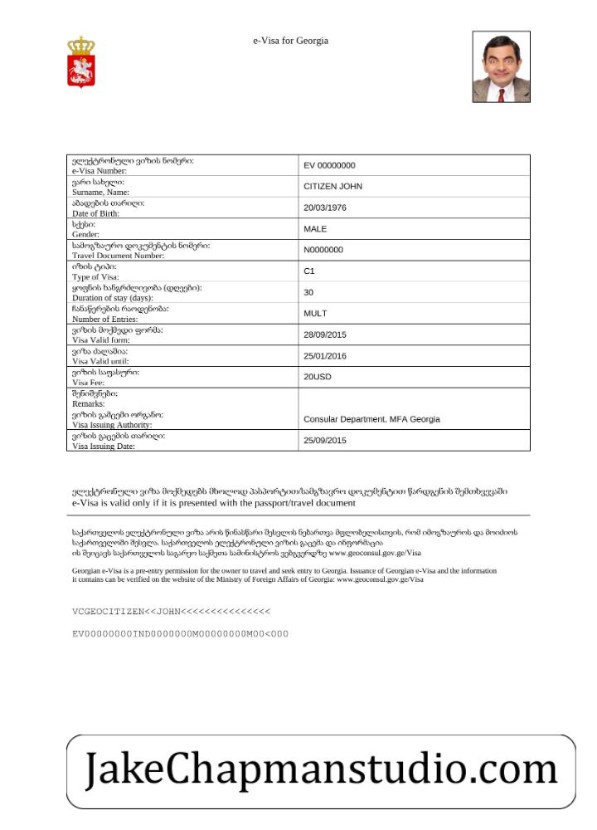 e-Visa for Georgia
ელექტრონული ვიზის ნომერი:
e-Visa Number:
EV 00000000
გარი სახელი:
Surname, Name:
CITIZEN JOHN
აბადების თარიღი:
Date of Birth:
20/03/1976
სქესი:
Gender:
MALE
სამოგზაურო დოკუმენტის ნომერი:
Travel Document Number:
N0000000
იზის ტიპი:
Type of Visa:
C1
ყოფნის ხანგრძლივობა (დღეები):
Duration of stay (days):
30
ჩანაწერების რაოდენობა:
Number of Entries:
MULT
ვიზის მოქმედი ფორმა:
Visa Valid form:
28/09/2015
ვიზა ძალაშია:
Visa Valid until:
25/01/2016
ვიზის საფასური:
Visa Fee:
20USD
შენიშვნები:
Remarks:
ვიზის გამცემი ორგანო:
Visa Issuing Authority:
Consular Department, MFA Georgia
ვიზის გაცემის თარიღი:
Visa Issuing Date:
25/09/2015
ელექტრონული ვიზა მოქმედებს მხოლოდ პასპორტით/სამგზავრო დოკუმენტით წარდგენის შემთხვევაში
e-Visa is valid only if it is presented with the passport/travel document
საქართველოს ელექტრონული ვიზა არის წინასწარი შესვლის ნებართვა მფლობელისთვის, რომ იმოგზაუროს და მოიძიოს
საქართველოში შესვლა. საქართველოს ელექტრონული ვიზის გაცემა და ინფორმაცია
ის შეიცავს საქართველოს საგარეო საქმეთა სამინისტროს ვებგვერდზე www.geoconsul.gov.ge/Visa
Georgian e-Visa is a pre-entry permission for the owner to travel and seek entry to Georgia. Issuance of Georgian e-Visa and the information
it contains can be verified on the website of the Ministry of Foreign Affairs of Georgia: www.geoconsul.gov.ge/Visa
VCGEOCITIZEN<<JOHN<<<<<<<<<<<<<<<
EV00000000IND0000000M00000000M00<000
JakeChapmanstudio.com